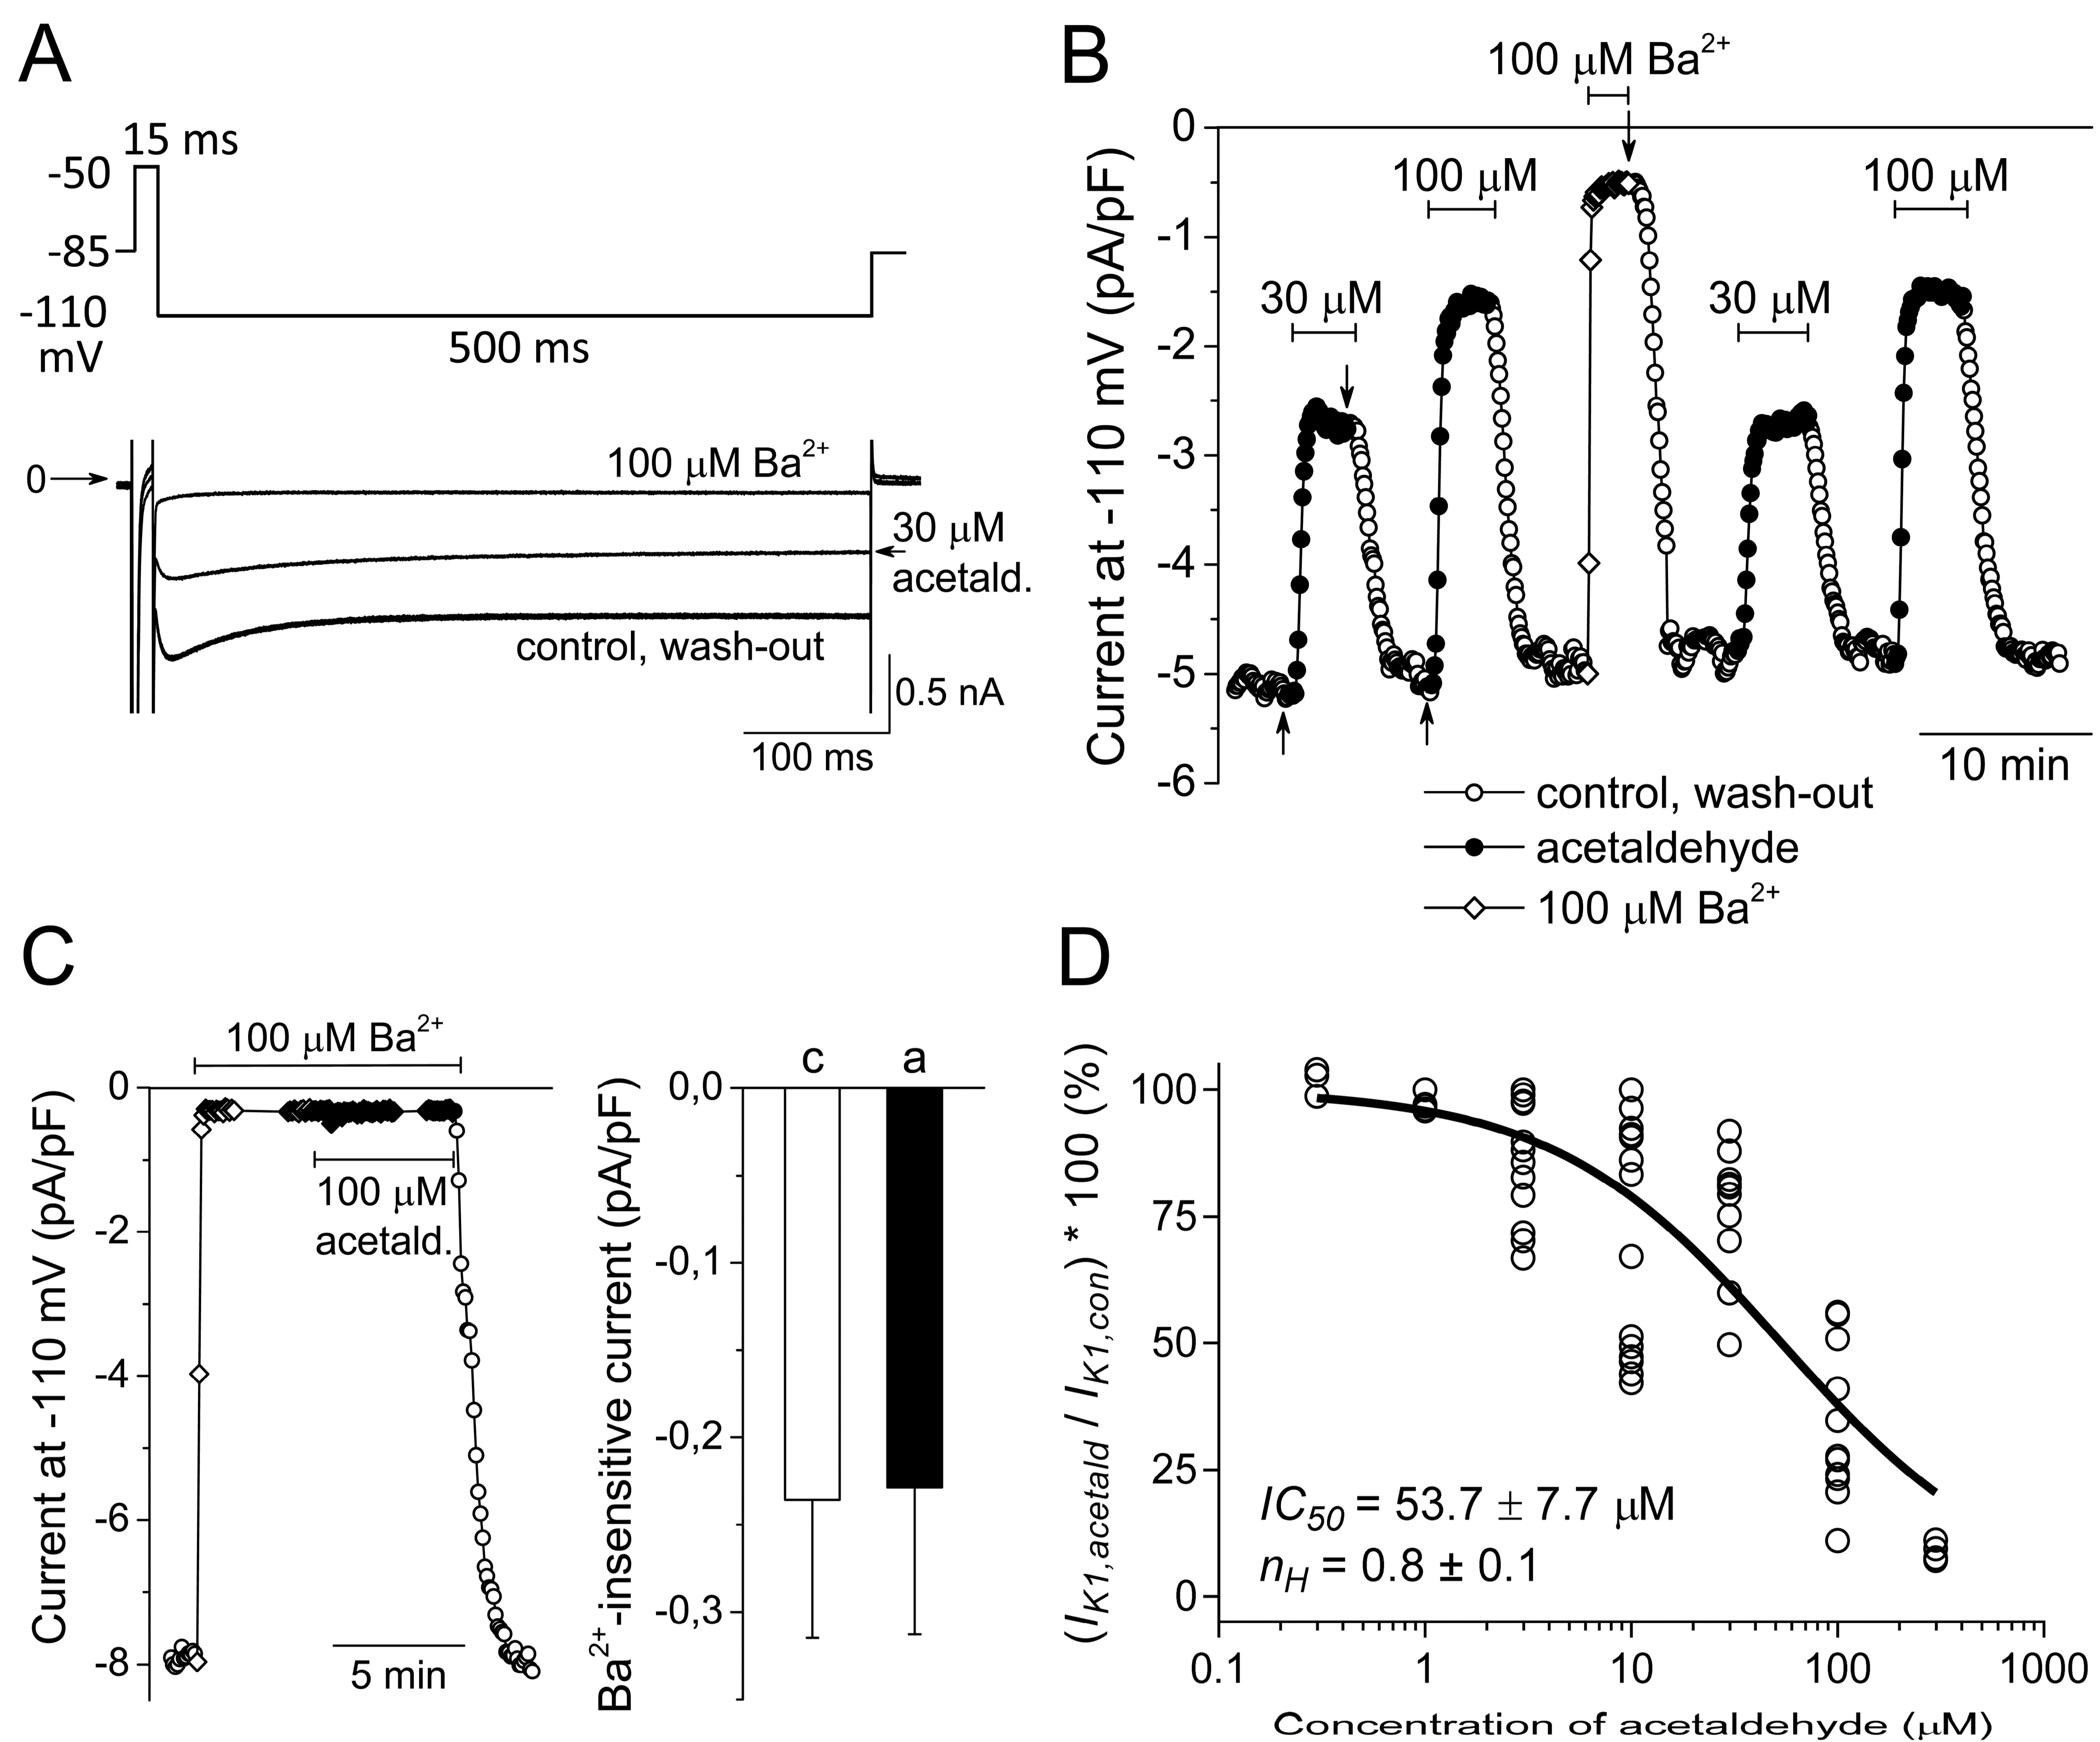 A
15 ms
-50
-85
-110
mV
500 ms
0
100 μM Ba2+
30 μM
acetald.
control, wash-out
0.5 nA
100 ms
B
100 μM Ba2+
100 μM
100 μM
30 μM
30 μM
Current at -110 mV (pA/pF)
0
-1
-2
-3
-4
-5
-6
10 min
control, wash-out
acetaldehyde
100 μM Ba2+
C
100 μM Ba2+
Current at -110 mV (pA/pF)
0
-2
-4
-6
-8
100 μM
acetald.
5 min
Ba2+-insensitive current (pA/pF)
c a
0,0
-0,1
-0,2
-0,3
D
(IK1,acetald / IK1,con) * 100 (%)
100
75
50
25
0
IC50 = 53.7 ± 7.7 μM
nH = 0.8 ± 0.1
0.1 1 10 100 1000
Concentration of acetaldehyde (μM)